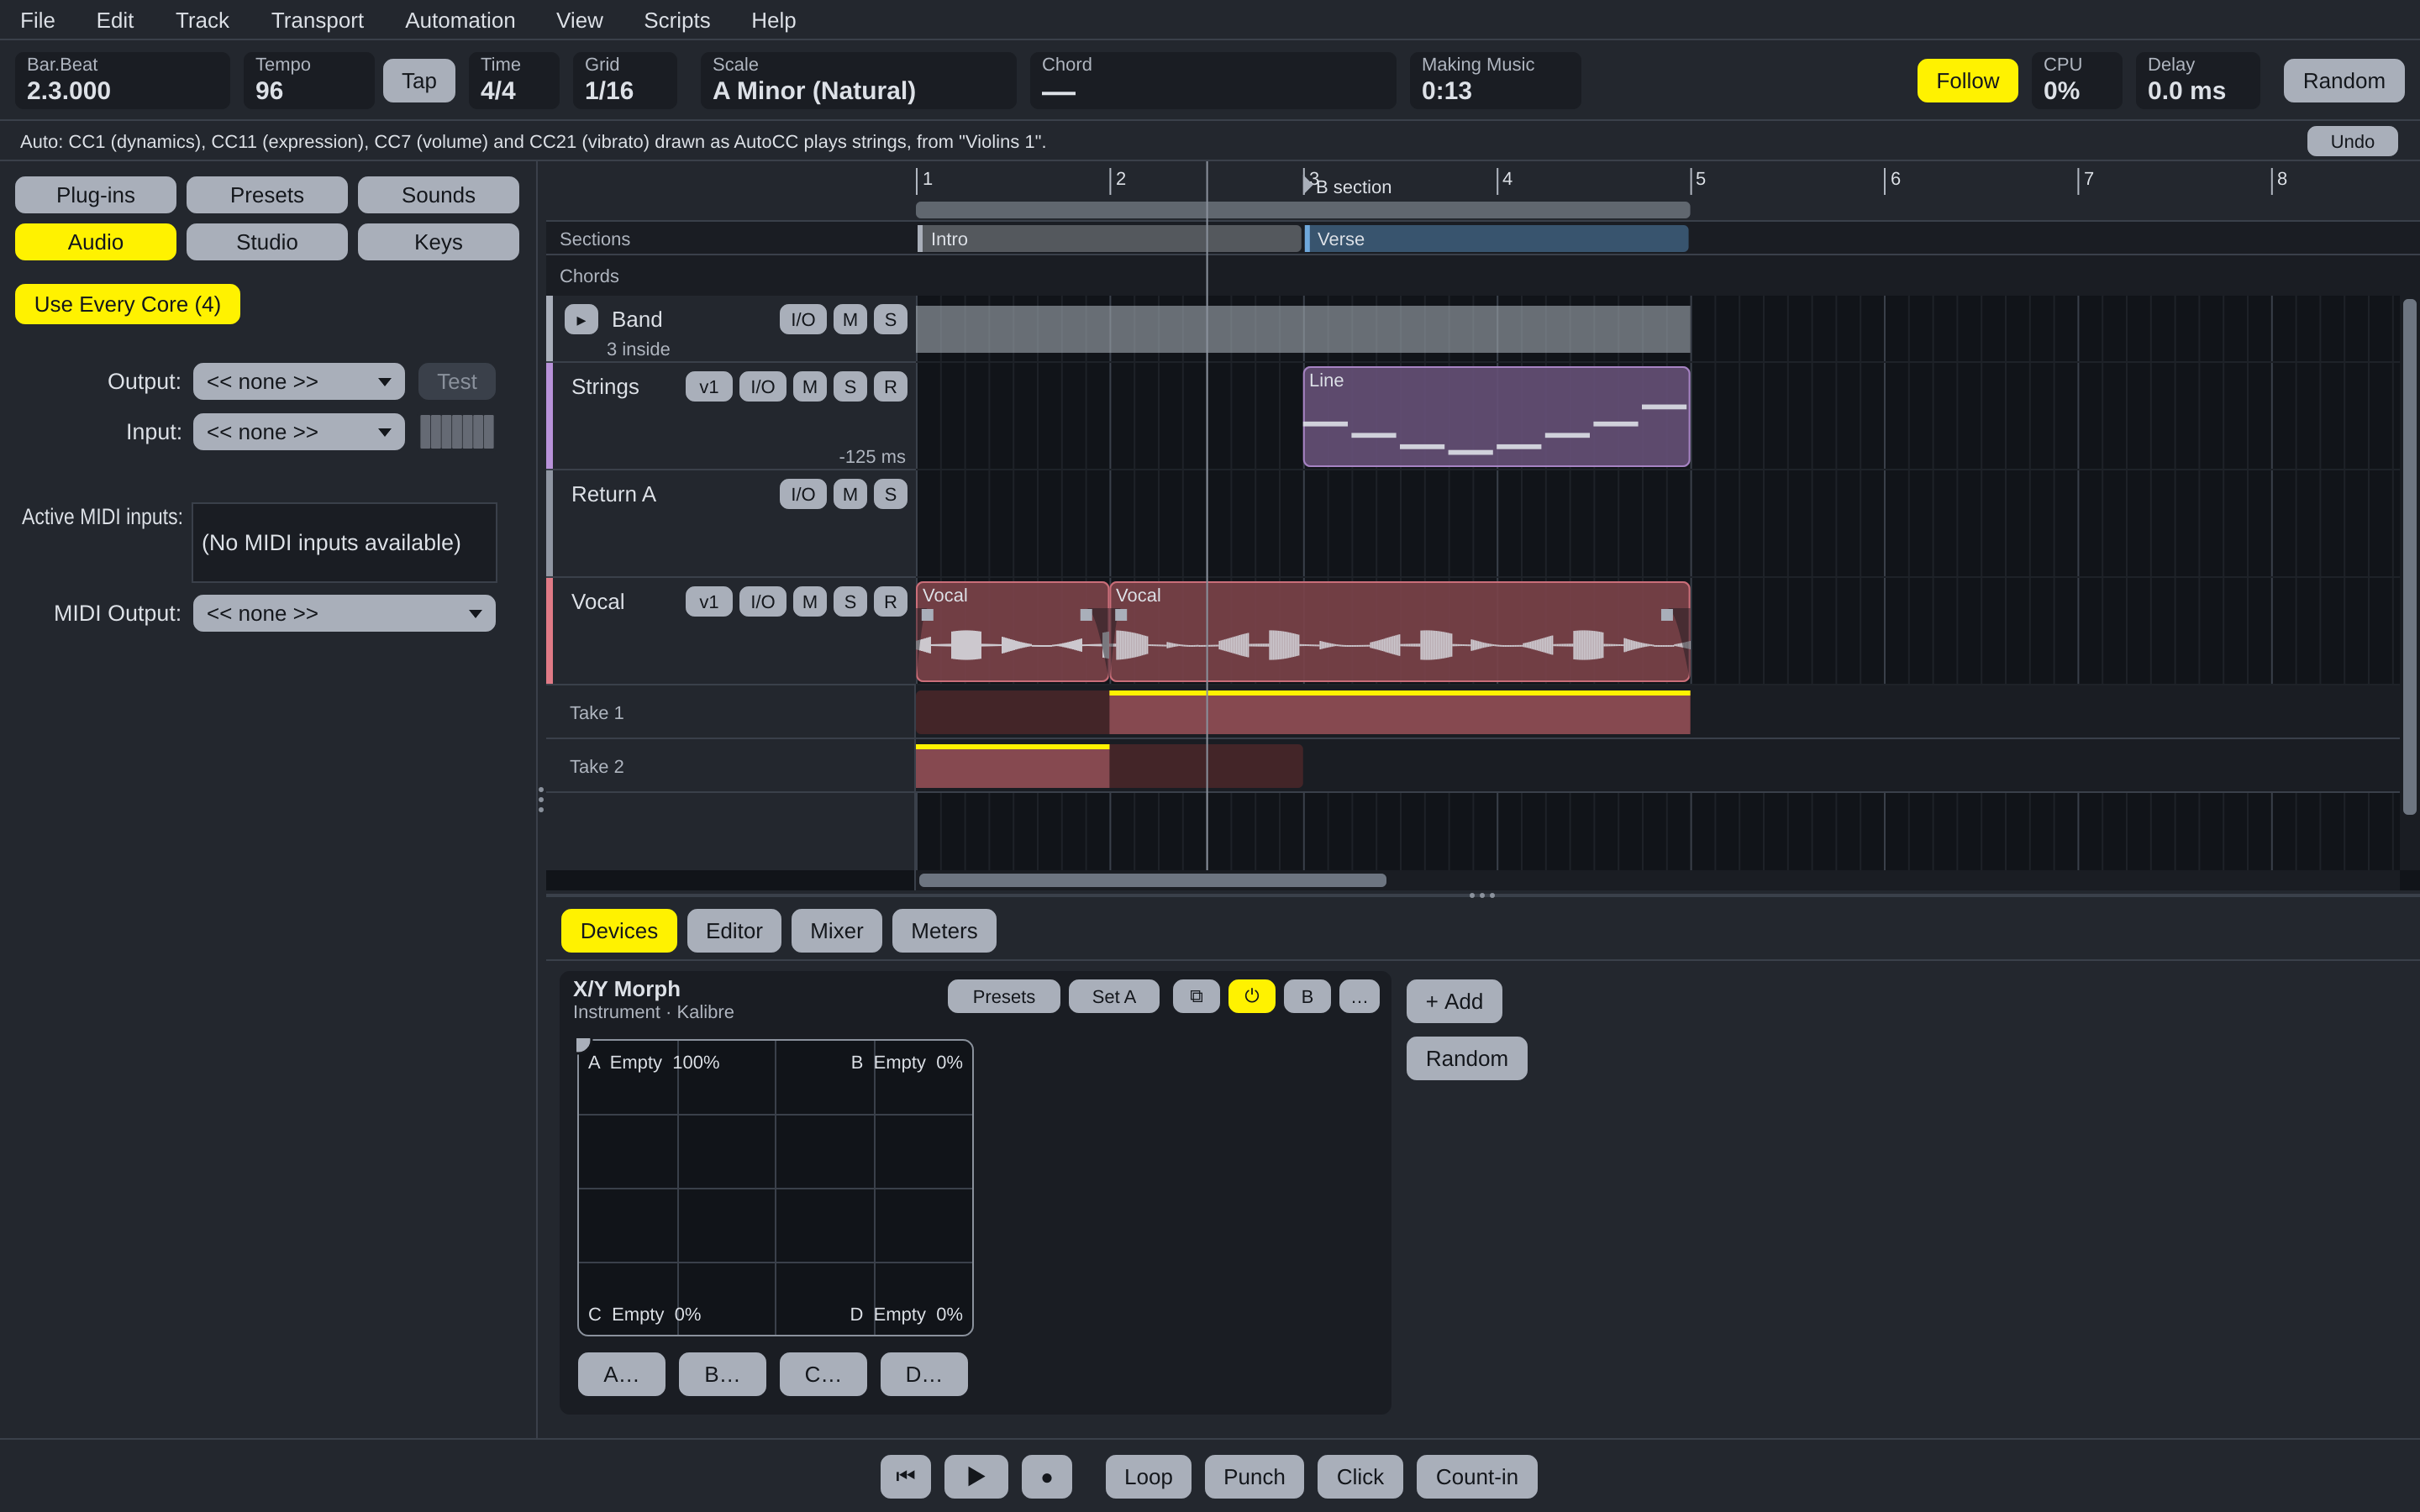 File Edit Track Transport Automation View Scripts Help
Bar.Beat Tempo Time Grid Scale Chord Making Music CPU Delay
2.3.000 96 Tap 4/4 1/16 A Minor (Natural) — 0:13 Follow 0% 0.0 ms Random
Auto: CC1 (dynamics), CC11 (expression), CC7 (volume) and CC21 (vibrato) drawn as AutoCC plays strings, from "Violins 1". Undo
Plug-ins Presets Sounds
Audio Studio Keys
Use Every Core (4)
Output: << none >> Test
Input: << none >>
Active MIDI inputs:
(No MIDI inputs available)
MIDI Output: << none >>
1 2 3 4 5 6 7 8
B section
Sections Intro Verse
Chords
Band I/O M S
3 inside
Strings v1 I/O M S R Line
-125 ms
Return A I/O M S
Vocal v1 I/O M S R Vocal Vocal
Take 1
Take 2
Devices Editor Mixer Meters
X/Y Morph Presets Set A B ...
Instrument · Kalibre
+ Add
Random
A Empty 100% B Empty 0%
C Empty 0% D Empty 0%
A... B... C... D...
Loop Punch Click Count-in